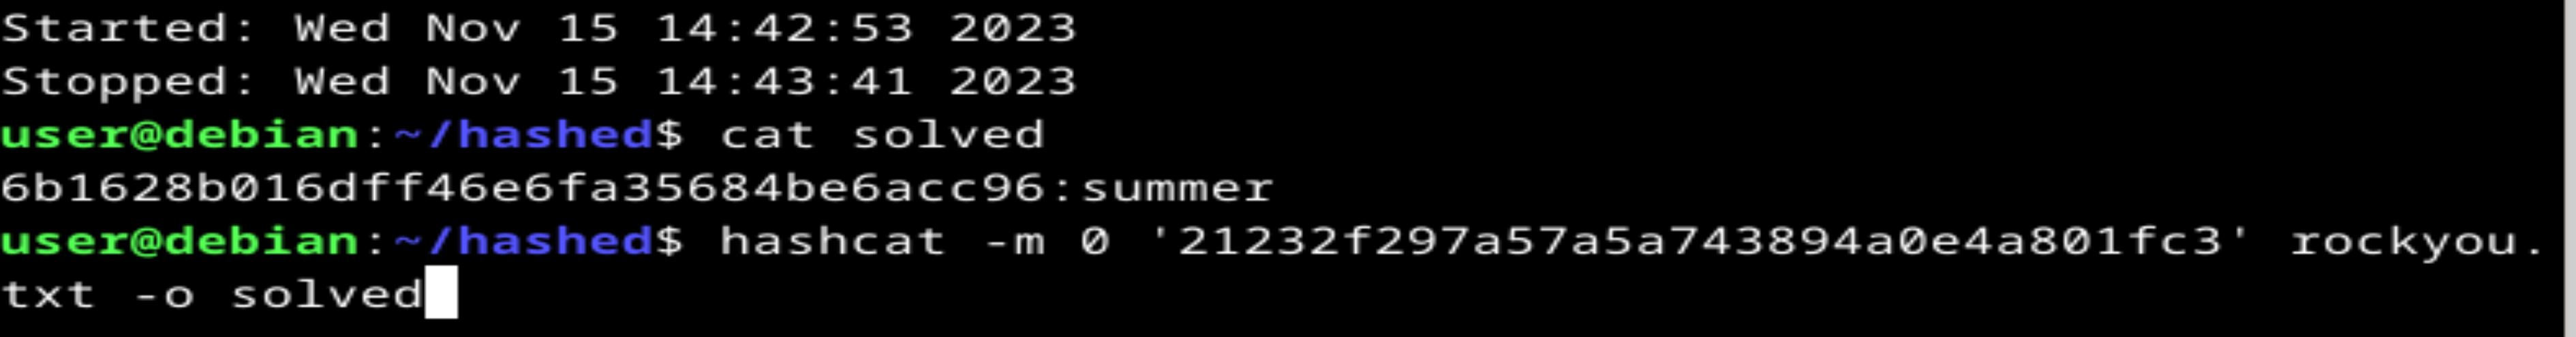 Started: Wed Nov 15 14:42:53 2023
Stopped: Wed Nov 15 14:43:41 2023
user@debian:~/hashed$ cat solved
6b1628b016dff46e6fa35684be6acc96:summer
user@debian:~/hashed$ hashcat -m 0 '21232f297a57a5a743894a0e4a801fc3' rockyou.
txt -o solved